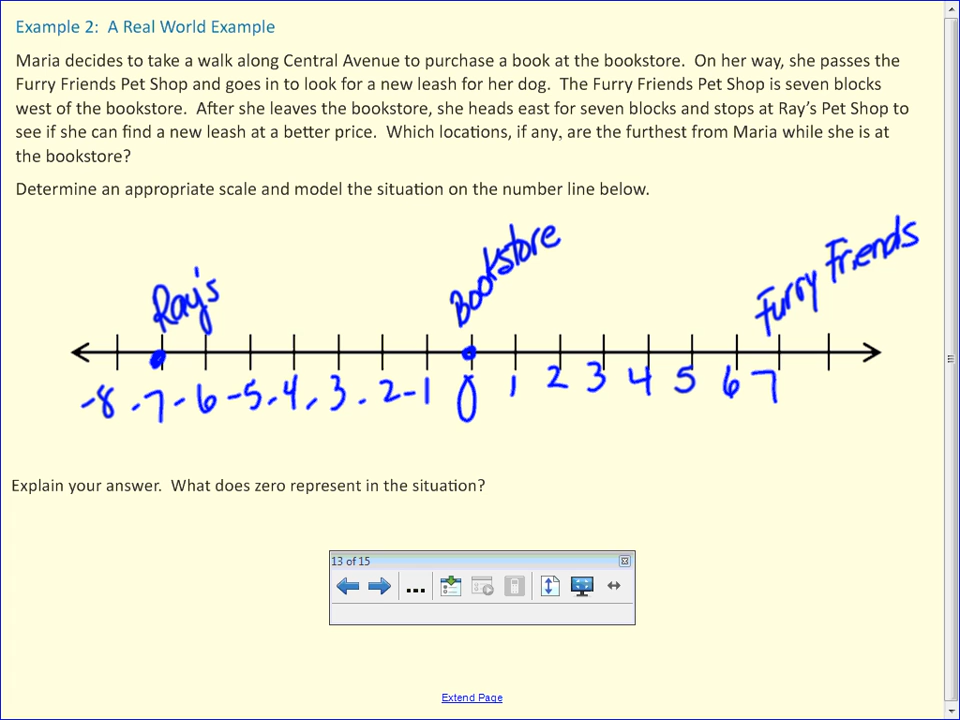 Example 2:  A Real World Example
Maria decides to take a walk along Central Avenue to purchase a book at the bookstore.  On her way, she passes the
Furry Friends Pet Shop and goes in to look for a new leash for her dog.  The Furry Friends Pet Shop is seven blocks
west of the bookstore.  After she leaves the bookstore, she heads east for seven blocks and stops at Ray's Pet Shop to
see if she can find a new leash at a better price.  Which locations, if any, are the furthest from Maria while she is at
the bookstore?
Determine an appropriate scale and model the situation on the number line below.
Ray's Bookstore Furry Friends
-8 -7 -6 -5 -4 -3 -2 -1 0 1 2 3 4 5 6 7
Explain your answer.  What does zero represent in the situation?
13 of 15
Extend Page